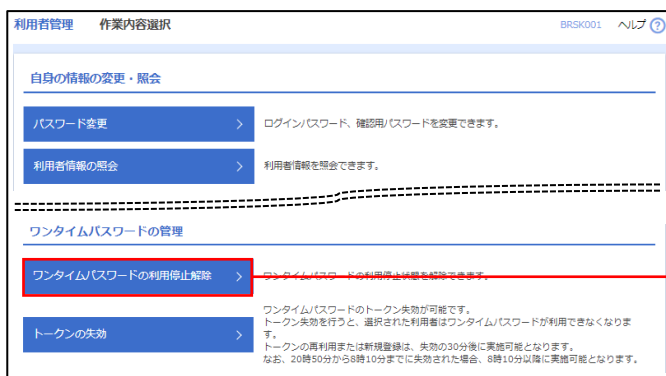 利用者管理 作業内容選択 BRSK001 ヘルプ ?
自身の情報の変更・照会
パスワード変更 ログインパスワード、確認用パスワードを変更できます。
利用者情報の照会 利用者情報を照会できます。
ワンタイムパスワードの管理
ワンタイムパスワードの利用停止解除 ワンタイムパスワードの利用停止状態を解除できます。
ワンタイムパスワードのトークン失効が可能です。
トークン失効を行うと、選択された利用者はワンタイムパスワードが利用できなくなりま
トークンの失効 す。
トークンの再利用または新規登録は、失効の30分後に実施可能となります。
なお、20時50分から8時10分までに失効された場合、8時10分以降に実施可能となります。